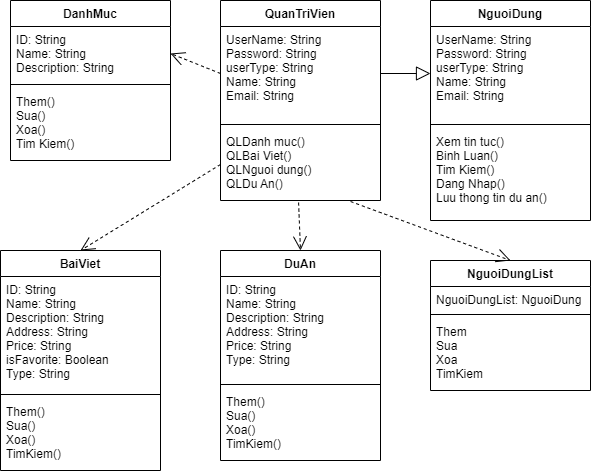 DanhMuc
ID: String
Name: String
Description: String
Them()
Sua()
Xoa()
Tim Kiem()
QuanTriVien
UserName: String
Password: String
userType: String
Name: String
Email: String
QLDanh muc()
QLBai Viet()
QLNguoi dung()
QLDu An()
NguoiDung
UserName: String
Password: String
userType: String
Name: String
Email: String
Xem tin tuc()
Binh Luan()
Tim Kiem()
Dang Nhap()
Luu thong tin du an()
BaiViet
ID: String
Name: String
Description: String
Address: String
Price: String
isFavorite: Boolean
Type: String
Them()
Sua()
Xoa()
TimKiem()
DuAn
ID: String
Name: String
Description: String
Address: String
Price: String
Type: String
Them()
Sua()
Xoa()
TimKiem()
NguoiDungList
NguoiDungList: NguoiDung
Them
Sua
Xoa
TimKiem